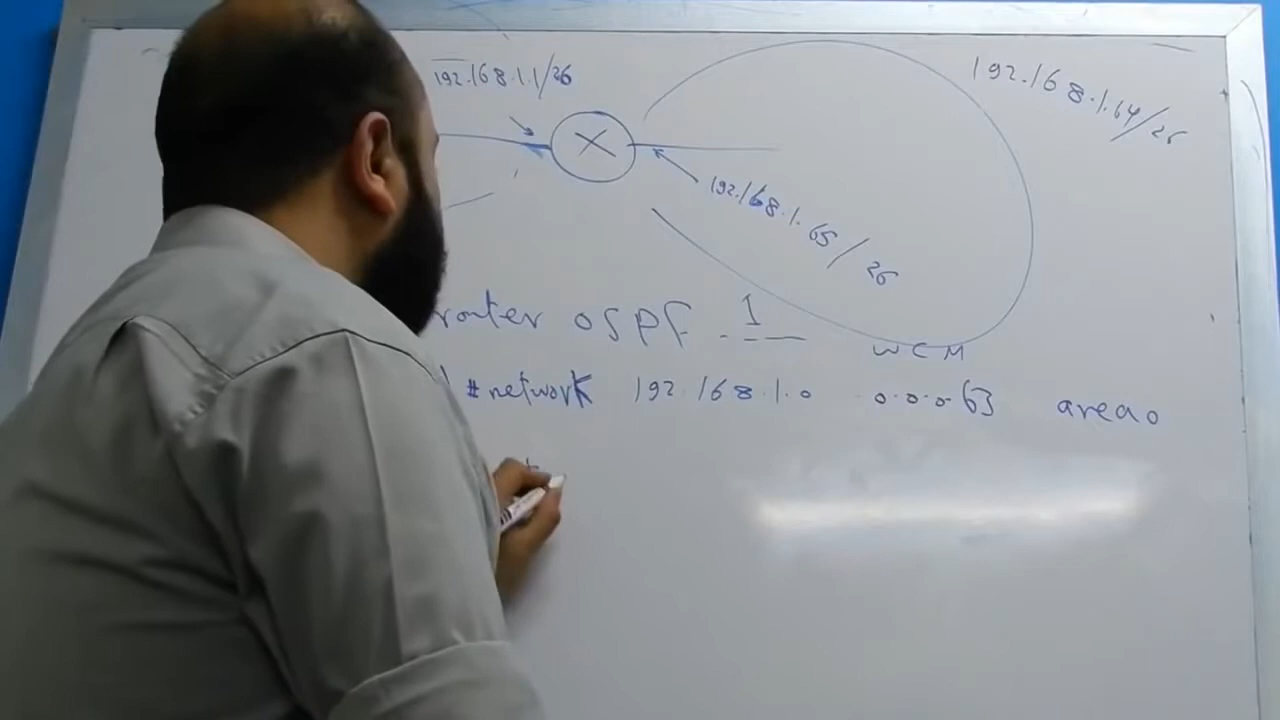 192.168.1.1/26
192.168.1.64/26
192.168.1.65/26
router ospf 1
WCM
#network 192.168.1.0 0.0.0.63 area0